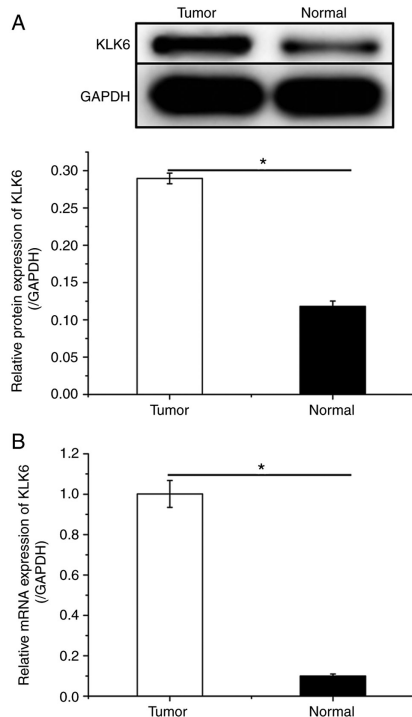 A
Tumor Normal
KLK6
GAPDH
Relative protein expression of KLK6
(/GAPDH)
0.30
0.25
0.20
0.15
0.10
0.05
0.00
*
Tumor Normal
B
Relative mRNA expression of KLK6
(/GAPDH)
1.2
1.0
0.8
0.6
0.4
0.2
0.0
*
Tumor Normal